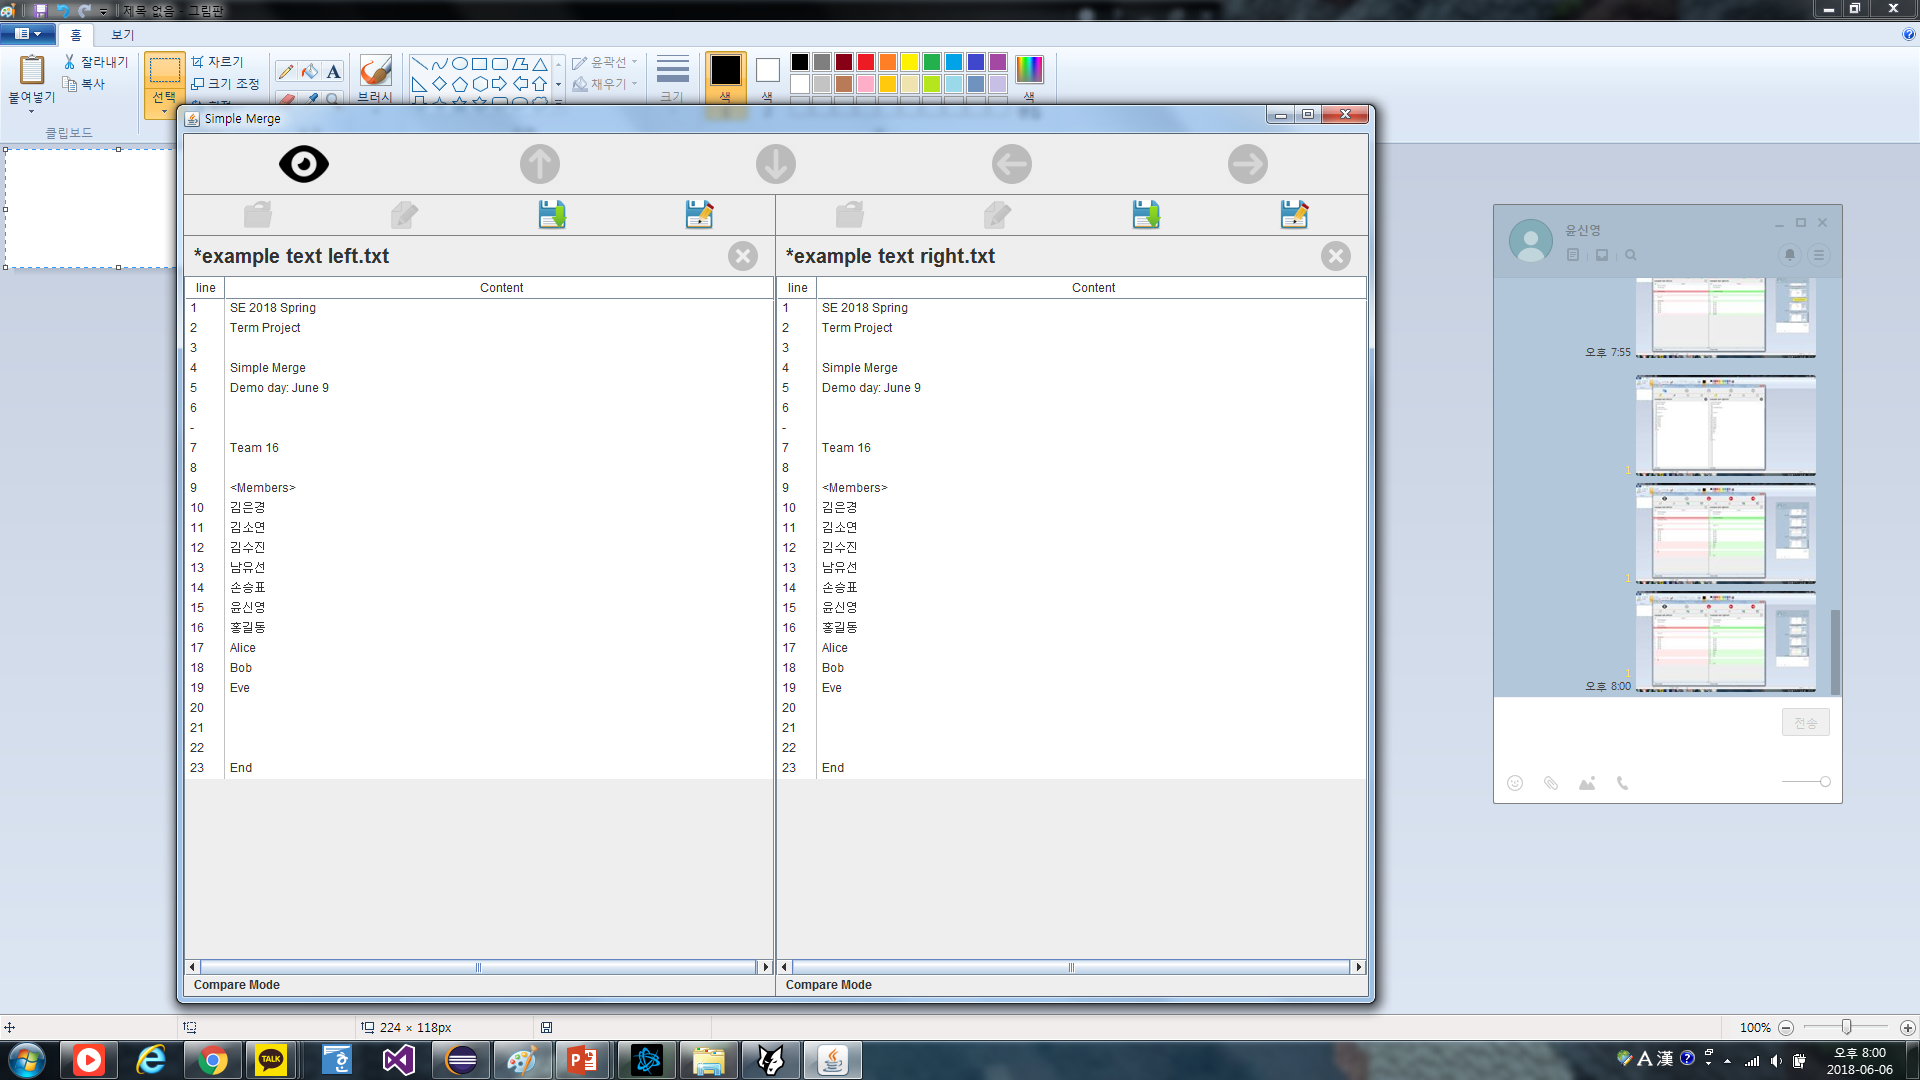 제목 없음 - 그림판
홈
보기
붙여넣기
잘라내기
복사
클립보드
선택
자르기
크기 조정
A
브러시
윤곽선
채우기
크기
색
색
색
Simple Merge
*example text left.txt
line Content
1 SE 2018 Spring
2 Term Project
3
4 Simple Merge
5 Demo day: June 9
6
-
7 Team 16
8
9 <Members>
10 김은경
11 김소연
12 김수진
13 남유선
14 손승표
15 윤신영
16 홍길동
17 Alice
18 Bob
19 Eve
20
21
22
23 End
Compare Mode
*example text right.txt
line Content
1 SE 2018 Spring
2 Term Project
3
4 Simple Merge
5 Demo day: June 9
6
-
7 Team 16
8
9 <Members>
10 김은경
11 김소연
12 김수진
13 남유선
14 손승표
15 윤신영
16 홍길동
17 Alice
18 Bob
19 Eve
20
21
22
23 End
Compare Mode
윤신영
오후 7:55
1
1
1
오후 8:00
전송
224 × 118px
100%
TALK
A 漢
오후 8:00
2018-06-06